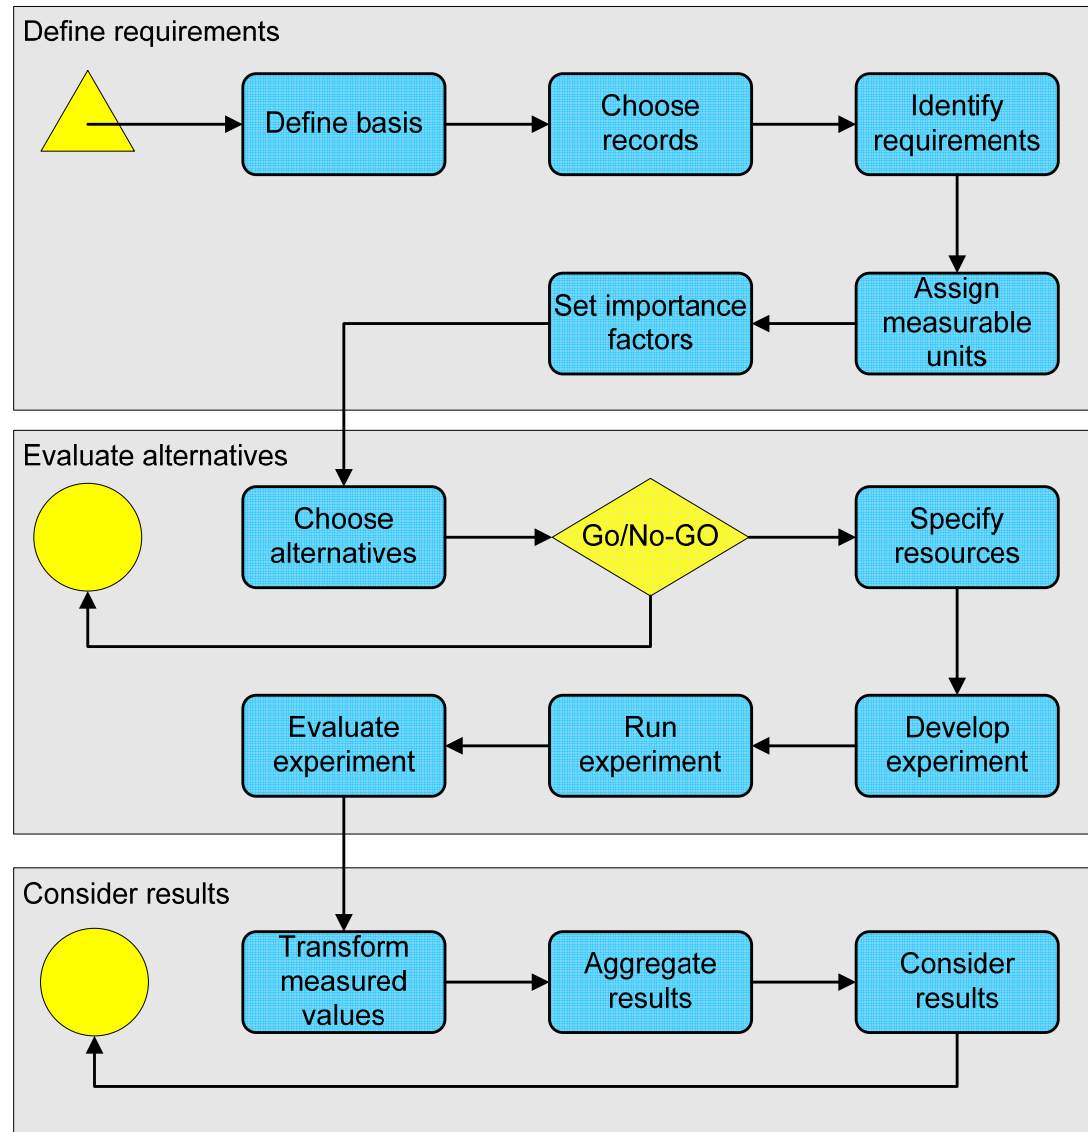 Define requirements
Define basis
Choose
records
Identify
requirements
Set importance
factors
Assign
measurable
units
Evaluate alternatives
Choose
alternatives
Go/No-GO
Specify
resources
Evaluate
experiment
Run
experiment
Develop
experiment
Consider results
Transform
measured
values
Aggregate
results
Consider
results